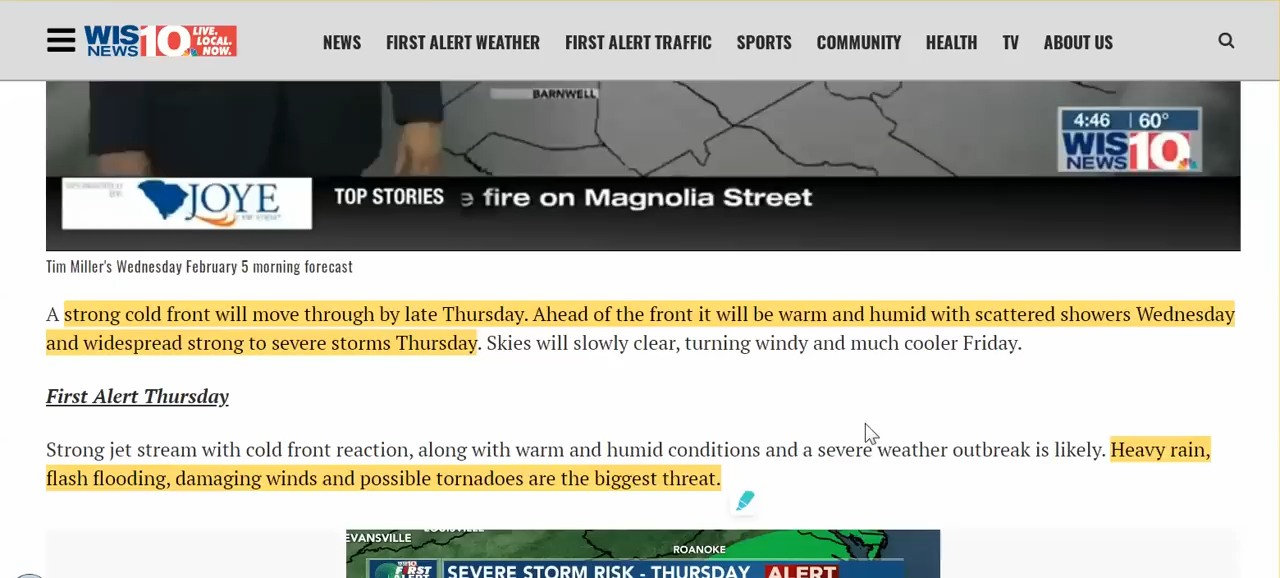 WIS NEWS 10 LIVE. LOCAL. NOW.
NEWS FIRST ALERT WEATHER FIRST ALERT TRAFFIC SPORTS COMMUNITY HEALTH TV ABOUT US
BARNWELL
4:46 60°
WIS NEWS 10
JOYE
TOP STORIES e fire on Magnolia Street
Tim Miller's Wednesday February 5 morning forecast
A strong cold front will move through by late Thursday. Ahead of the front it will be warm and humid with scattered showers Wednesday
and widespread strong to severe storms Thursday. Skies will slowly clear, turning windy and much cooler Friday.
First Alert Thursday
Strong jet stream with cold front reaction, along with warm and humid conditions and a severe weather outbreak is likely. Heavy rain,
flash flooding, damaging winds and possible tornadoes are the biggest threat.
LOUISVILLE
EVANSVILLE
ROANOKE
WIS10 FIRST ALERT SEVERE STORM RISK - THURSDAY ALERT